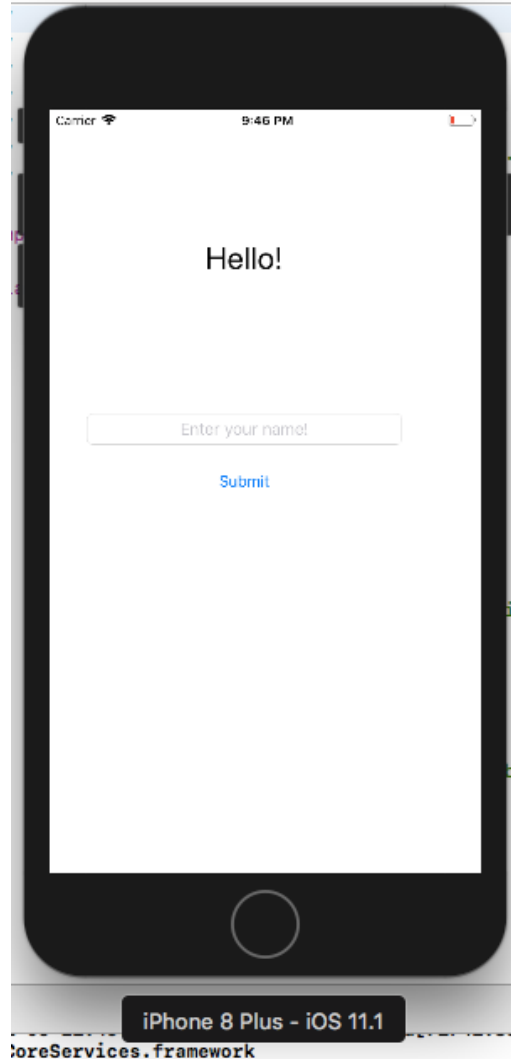 Carrier 9:46 PM
Hello!
Enter your name!
Submit
iPhone 8 Plus - iOS 11.1
CoreServices.framework